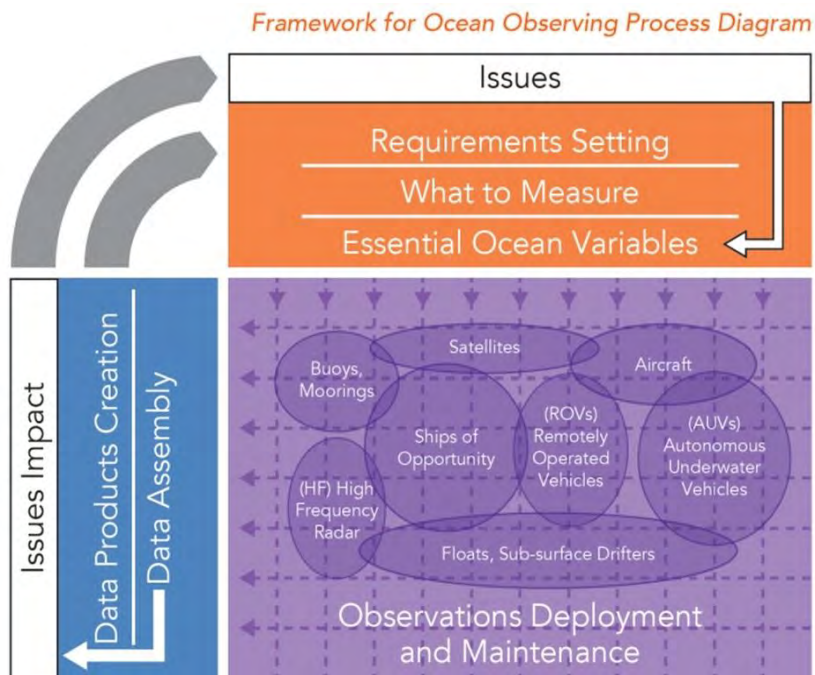 Framework for Ocean Observing Process Diagram
Issues
Requirements Setting
What to Measure
Essential Ocean Variables
Issues Impact
Data Products Creation
Data Assembly
Satellites
Buoys,
Moorings
Aircraft
Ships of
Opportunity
(ROVs)
Remotely
Operated
Vehicles
(AUVs)
Autonomous
Underwater
Vehicles
(HF) High
Frequency
Radar
Floats, Sub-surface Drifters
Observations Deployment
and Maintenance